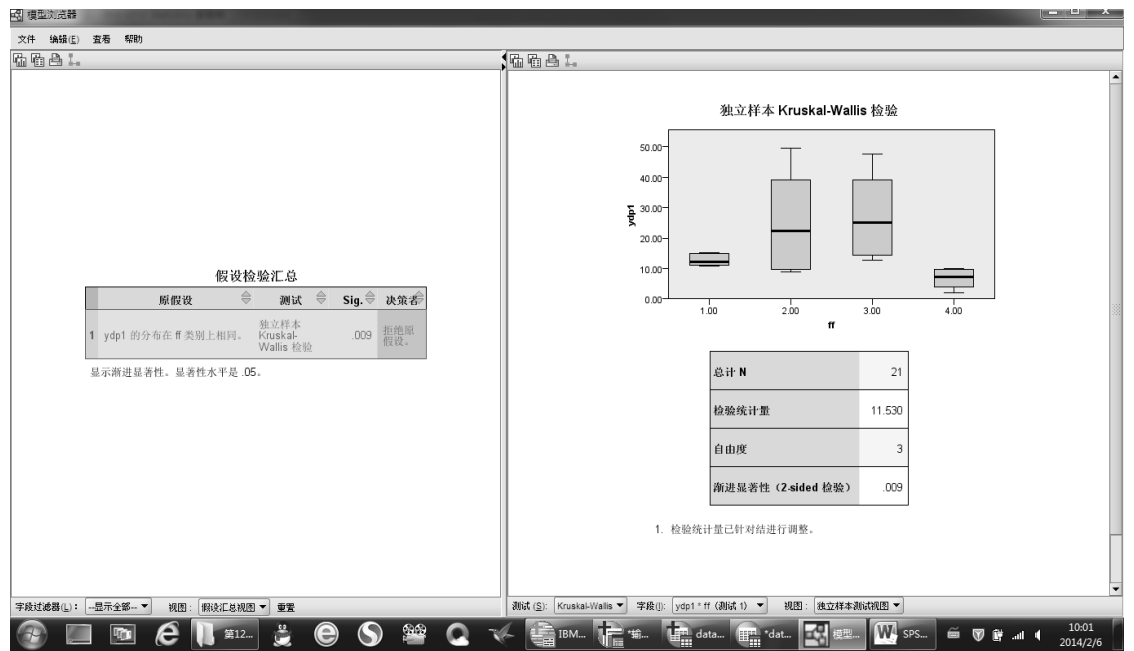 模型浏览器
文件 编辑(E) 查看 帮助
假设检验汇总
原假设 测试 Sig. 决策者
1 ydp1 的分布在 ff 类别上相同。 独立样本 Kruskal-Wallis 检验 .009 拒绝原假设。
显示渐进显著性。显著性水平是 .05。
字段过滤器(L): --显示全部-- 视图: 假设汇总视图 重置
独立样本 Kruskal-Wallis 检验
50.00
40.00
30.00
20.00
10.00
0.00
ydp1
1.00 2.00 3.00 4.00
ff
总计 N 21
检验统计量 11.530
自由度 3
渐进显著性（2-sided 检验） .009
1. 检验统计量已针对结进行调整。
测试 (S): Kruskal-Wallis 字段(I): ydp1 * ff (测试 1) 视图: 独立样本测试视图
第12... IBM... *输... data... *dat... 模型... SPS...
10:01
2014/2/6